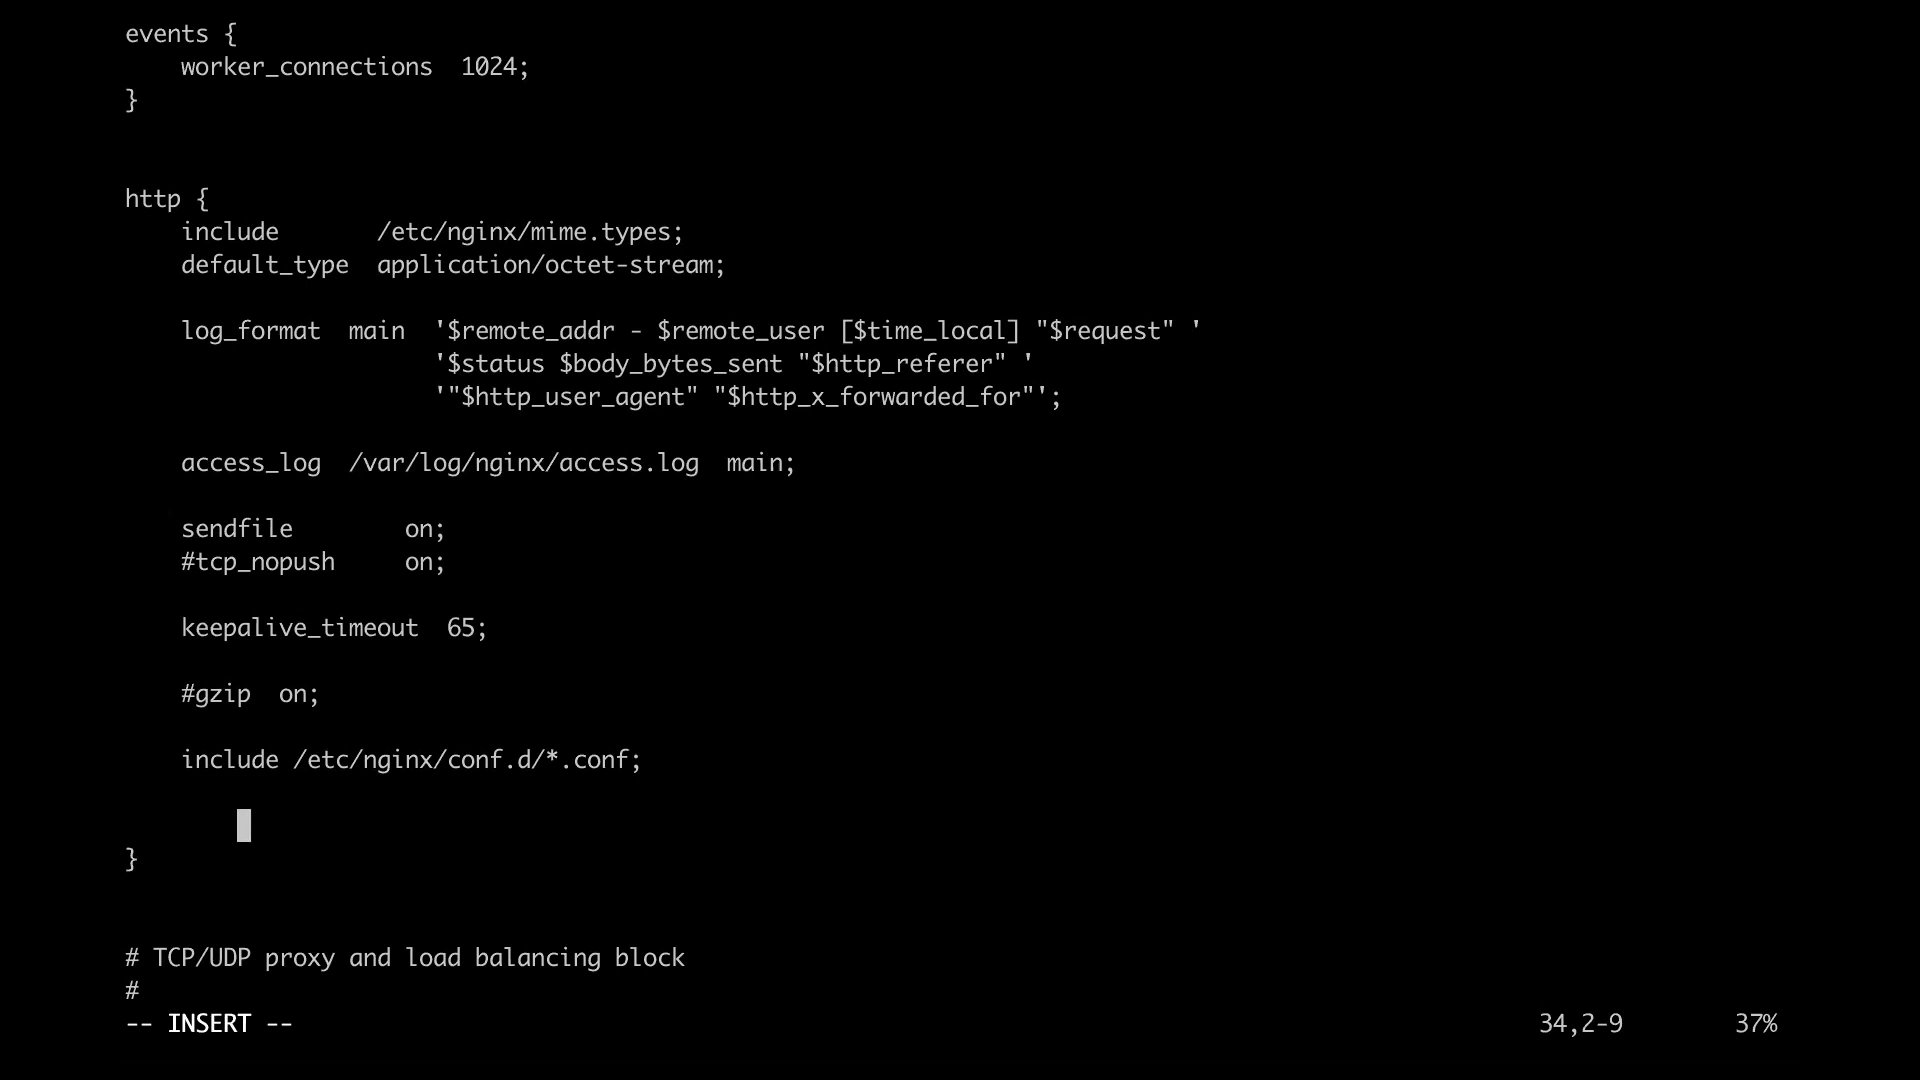 events {
    worker_connections  1024;
}
http {
    include       /etc/nginx/mime.types;
    default_type  application/octet-stream;
    log_format  main  '$remote_addr - $remote_user [$time_local] "$request" '
                      '$status $body_bytes_sent "$http_referer" '
                      '"$http_user_agent" "$http_x_forwarded_for"';
    access_log  /var/log/nginx/access.log  main;
    sendfile        on;
    #tcp_nopush     on;
    keepalive_timeout  65;
    #gzip  on;
    include /etc/nginx/conf.d/*.conf;
}
# TCP/UDP proxy and load balancing block
#
-- INSERT --                                          34,2-9        37%